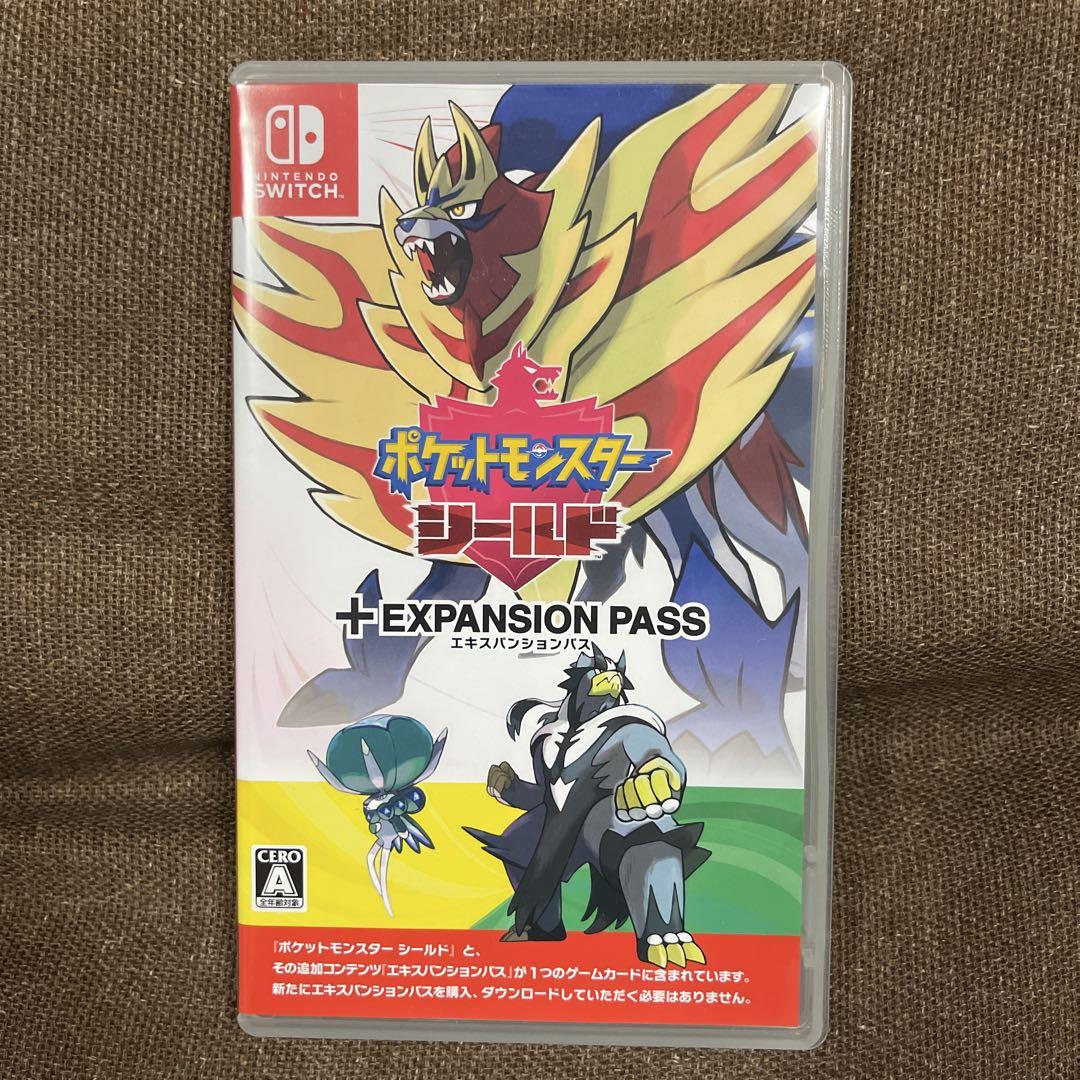 NINTENDO
SWITCH™
ポケットモンスター
シールド™
+EXPANSION PASS
エキスパンションパス
CERO
A
全年齢対象
『ポケットモンスター シールド』と、
その追加コンテンツ『エキスパンションパス』が1つのゲームカードに含まれています。
新たにエキスパンションパスを購入、ダウンロードしていただく必要はありません。